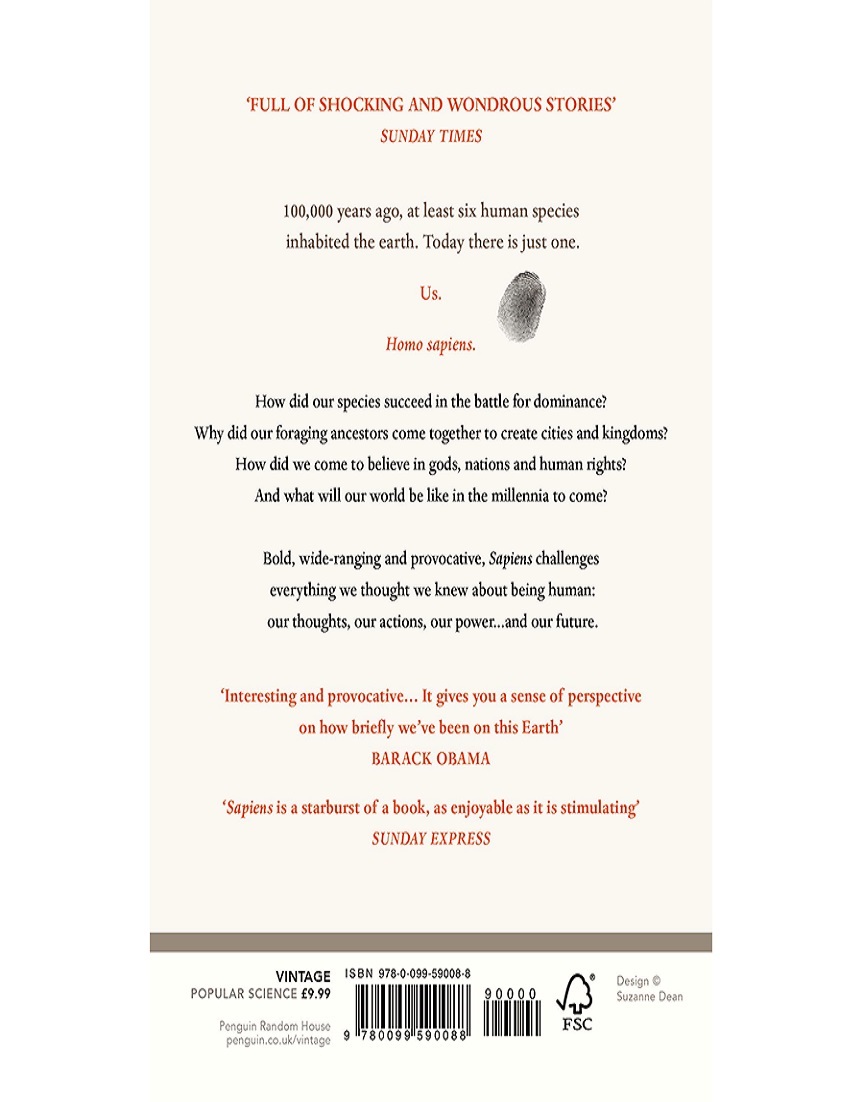 ‘FULL OF SHOCKING AND WONDROUS STORIES’
SUNDAY TIMES
100,000 years ago, at least six human species
inhabited the earth. Today there is just one.
Us.
Homo sapiens.
How did our species succeed in the battle for dominance?
Why did our foraging ancestors come together to create cities and kingdoms?
How did we come to believe in gods, nations and human rights?
And what will our world be like in the millennia to come?
Bold, wide-ranging and provocative, Sapiens challenges
everything we thought we knew about being human:
our thoughts, our actions, our power...and our future.
‘Interesting and provocative... It gives you a sense of perspective
on how briefly we’ve been on this Earth’
BARACK OBAMA
‘Sapiens is a starburst of a book, as enjoyable as it is stimulating’
SUNDAY EXPRESS
VINTAGE
POPULAR SCIENCE £9.99
Penguin Random House
penguin.co.uk/vintage
ISBN 978-0-099-59008-8
9 780099 590088
90000
FSC
®
Design ©
Suzanne Dean